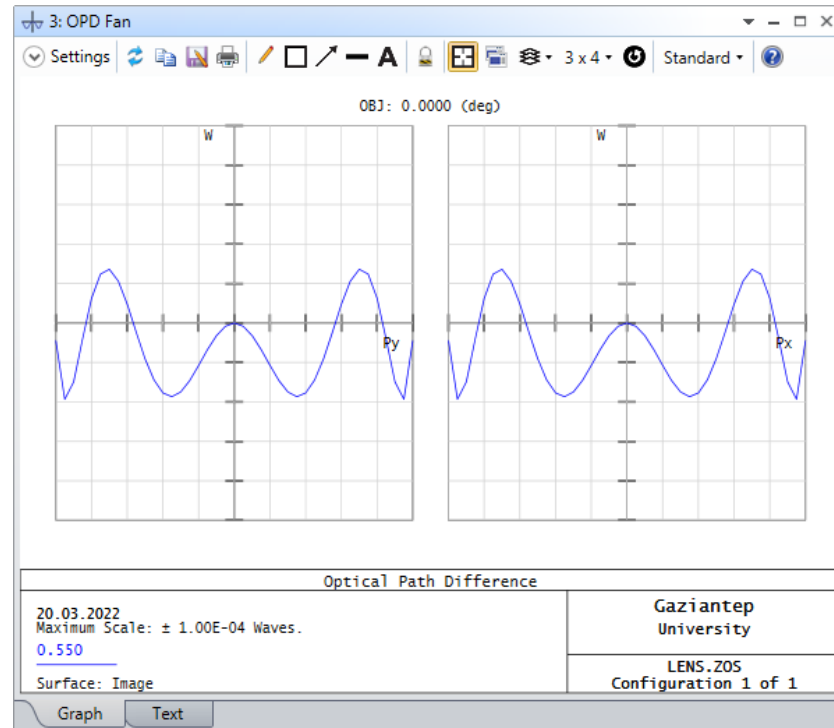 3: OPD Fan
Settings A 3 x 4 Standard ?
OBJ: 0.0000 (deg)
W W
Py Px
Optical Path Difference
20.03.2022
Maximum Scale: ± 1.00E-04 Waves.
0.550
Surface: Image
Gaziantep
University
LENS.ZOS
Configuration 1 of 1
Graph Text